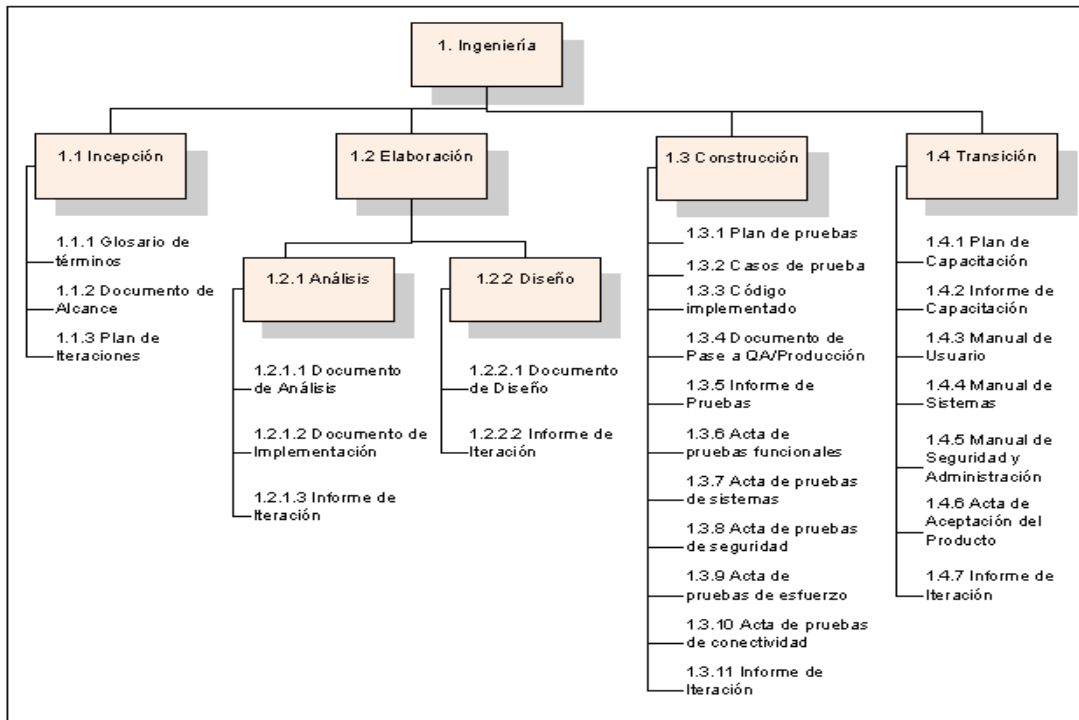 1. Ingeniería
1.1 Incepción
1.1.1 Glosario de
términos
1.1.2 Documento de
Alcance
1.1.3 Plan de
Iteraciones
1.2 Elaboración
1.2.1 Análisis
1.2.1.1 Documento
de Análisis
1.2.1.2 Documento de
Implementación
1.2.1.3 Informe de
Iteración
1.2.2 Diseño
1.2.2.1 Documento
de Diseño
1.2.2.2 Informe de
Iteración
1.3 Construcción
1.3.1 Plan de pruebas
1.3.2 Casos de prueba
1.3.3 Código
implementado
1.3.4 Documento de
Pase a QA/Producción
1.3.5 Informe de
Pruebas
1.3.6 Acta de
pruebas funcionales
1.3.7 Acta de pruebas
de sistemas
1.3.8 Acta de pruebas
de seguridad
1.3.9 Acta de
pruebas de esfuerzo
1.3.10 Acta de pruebas
de conectividad
1.3.11 Informe de
Iteración
1.4 Transición
1.4.1 Plan de
Capacitación
1.4.2 Informe de
Capacitación
1.4.3 Manual de
Usuario
1.4.4 Manual de
Sistemas
1.4.5 Manual de
Seguridad y
Administración
1.4.6 Acta de
Aceptación del
Producto
1.4.7 Informe de
Iteración